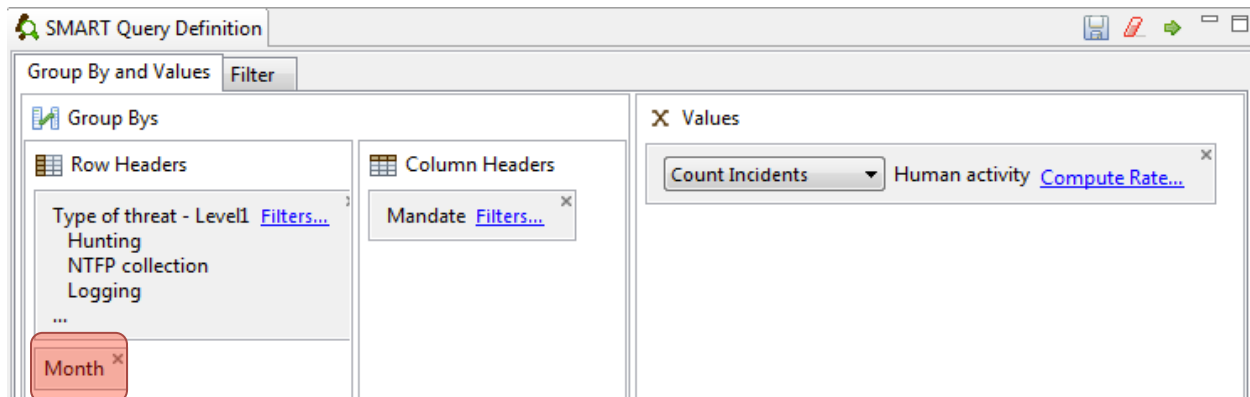 SMART Query Definition
Group By and Values Filter
Group Bys
Row Headers
Type of threat - Level1 Filters...
Hunting
NTFP collection
Logging
...
Month
Column Headers
Mandate Filters...
X Values
Count Incidents Human activity Compute Rate...